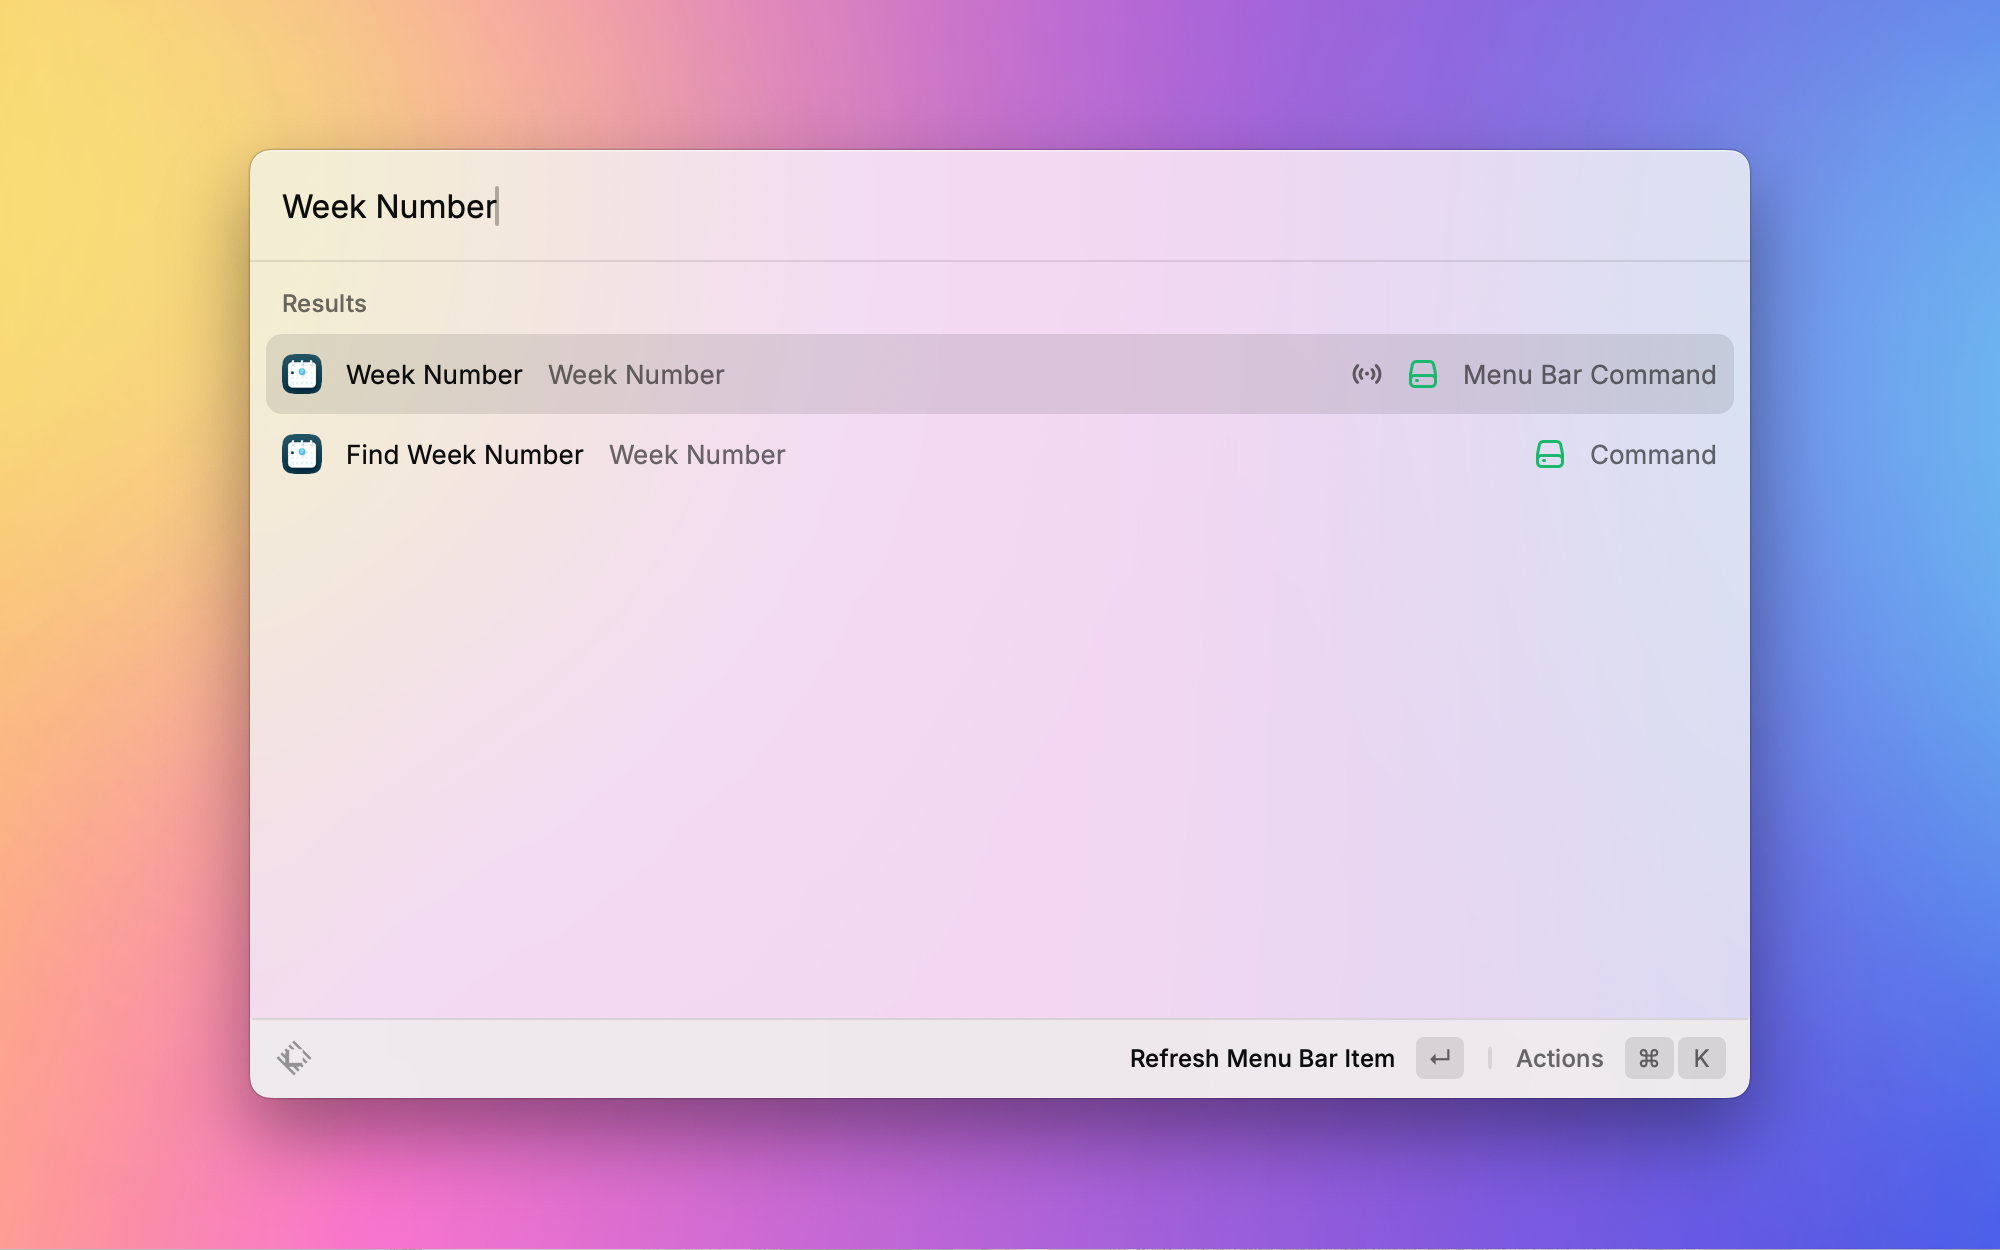 Week Number
Results
Week Number Week Number Menu Bar Command
Find Week Number Week Number Command
Refresh Menu Bar Item ↵ Actions ⌘ K